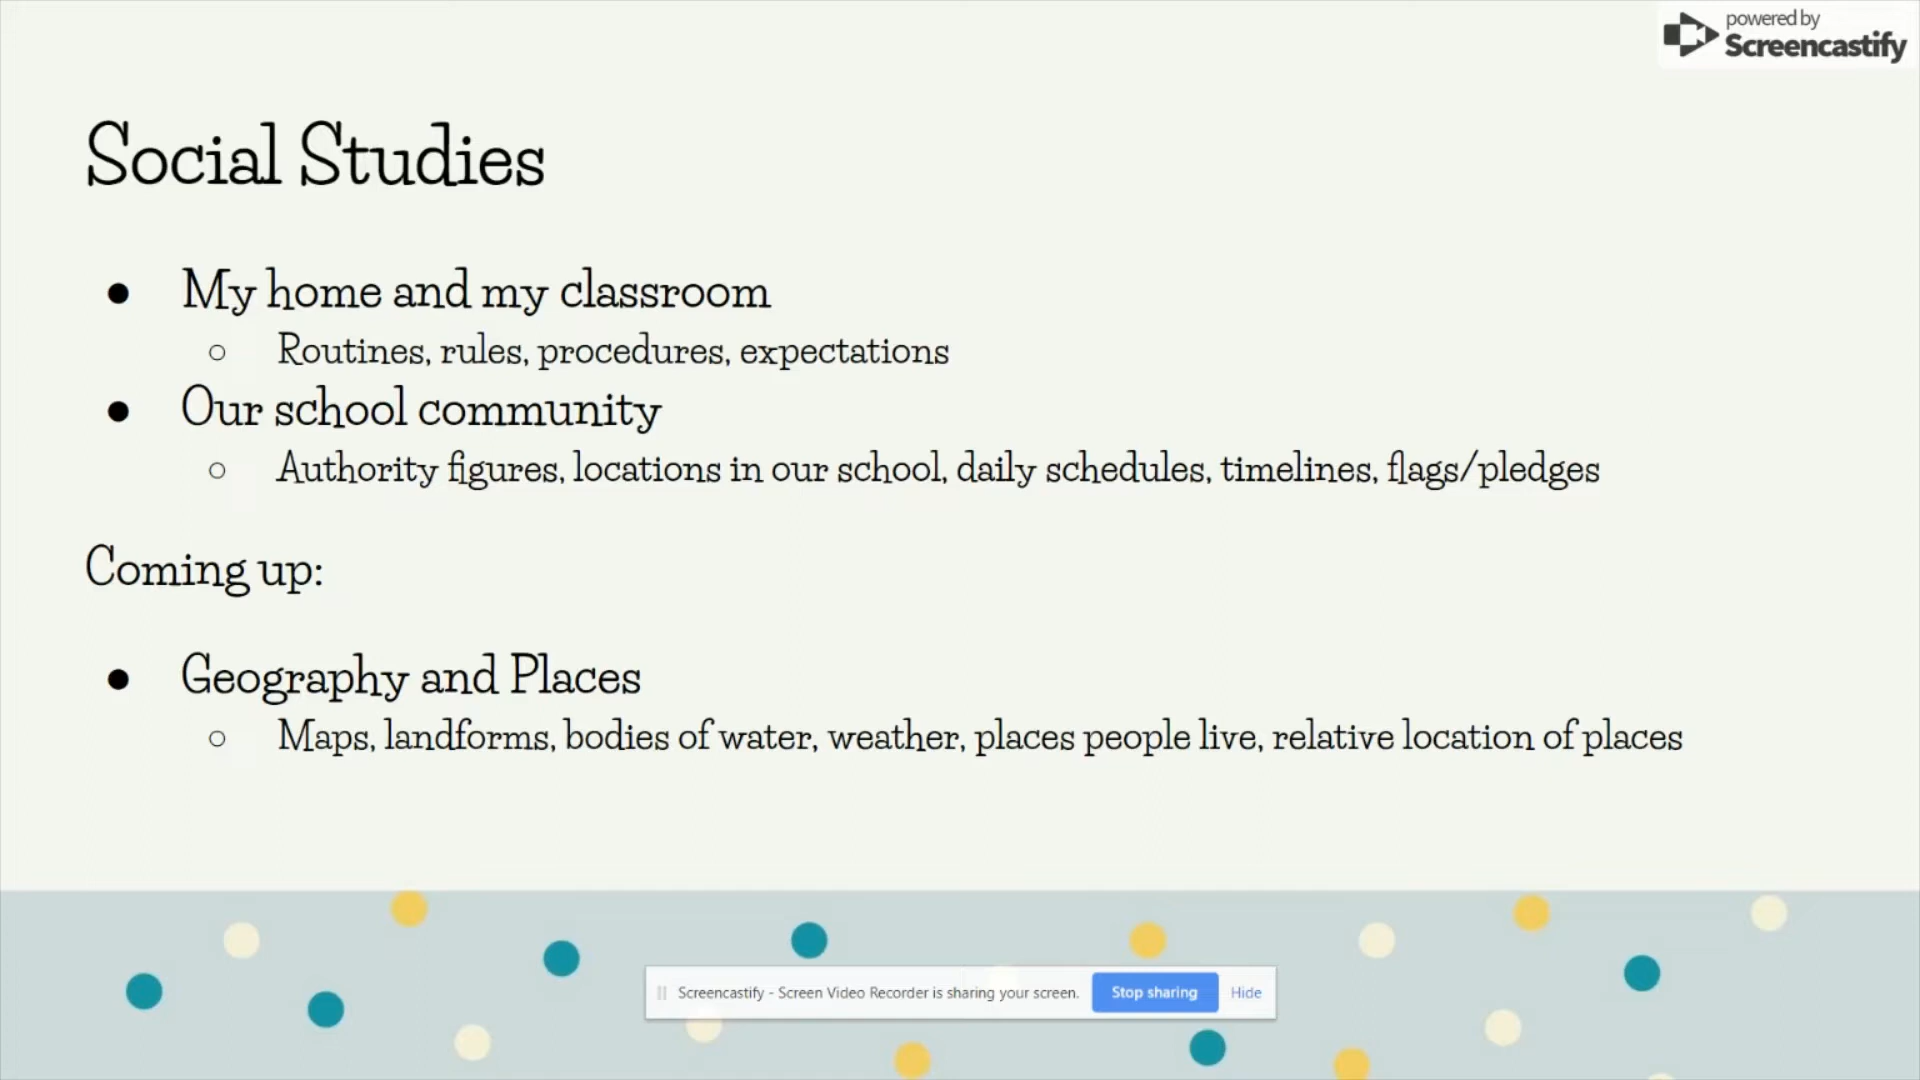 powered by
Screencastify
Social Studies
● My home and my classroom
○ Routines, rules, procedures, expectations
● Our school community
○ Authority figures, locations in our school, daily schedules, timelines, flags/pledges
Coming up:
● Geography and Places
○ Maps, landforms, bodies of water, weather, places people live, relative location of places
Screencastify - Screen Video Recorder is sharing your screen. Stop sharing Hide